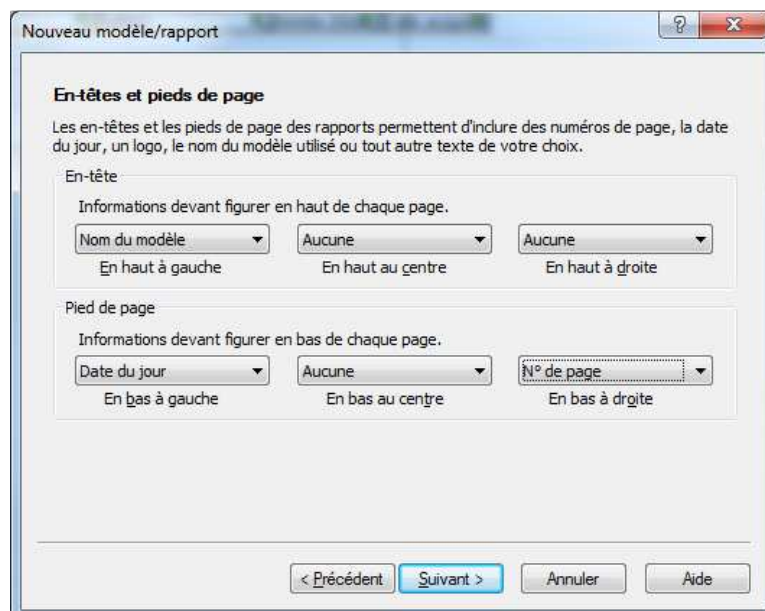 Nouveau modèle/rapport
En-têtes et pieds de page
Les en-têtes et les pieds de page des rapports permettent d'inclure des numéros de page, la date
du jour, un logo, le nom du modèle utilisé ou tout autre texte de votre choix.
En-tête
Informations devant figurer en haut de chaque page.
Nom du modèle Aucune Aucune
En haut à gauche En haut au centre En haut à droite
Pied de page
Informations devant figurer en bas de chaque page.
Date du jour Aucune N° de page
En bas à gauche En bas au centre En bas à droite
< Précédent Suivant > Annuler Aide